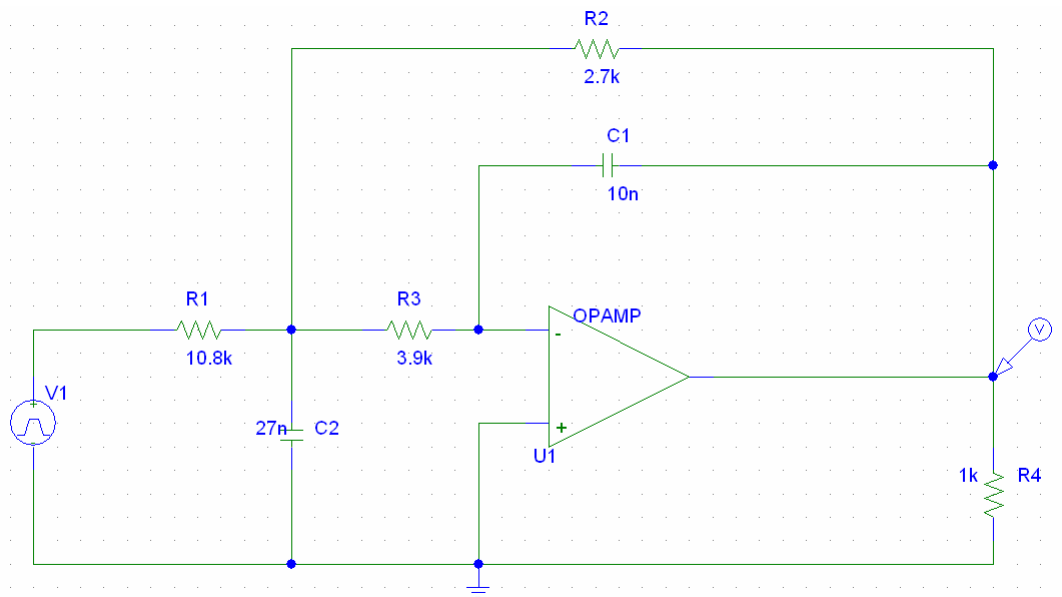 R2
2.7k
C1
10n
R1
10.8k
R3
3.9k
OPAMP
-
+
U1
V1
+
-
27n
C2
V
1k
R4